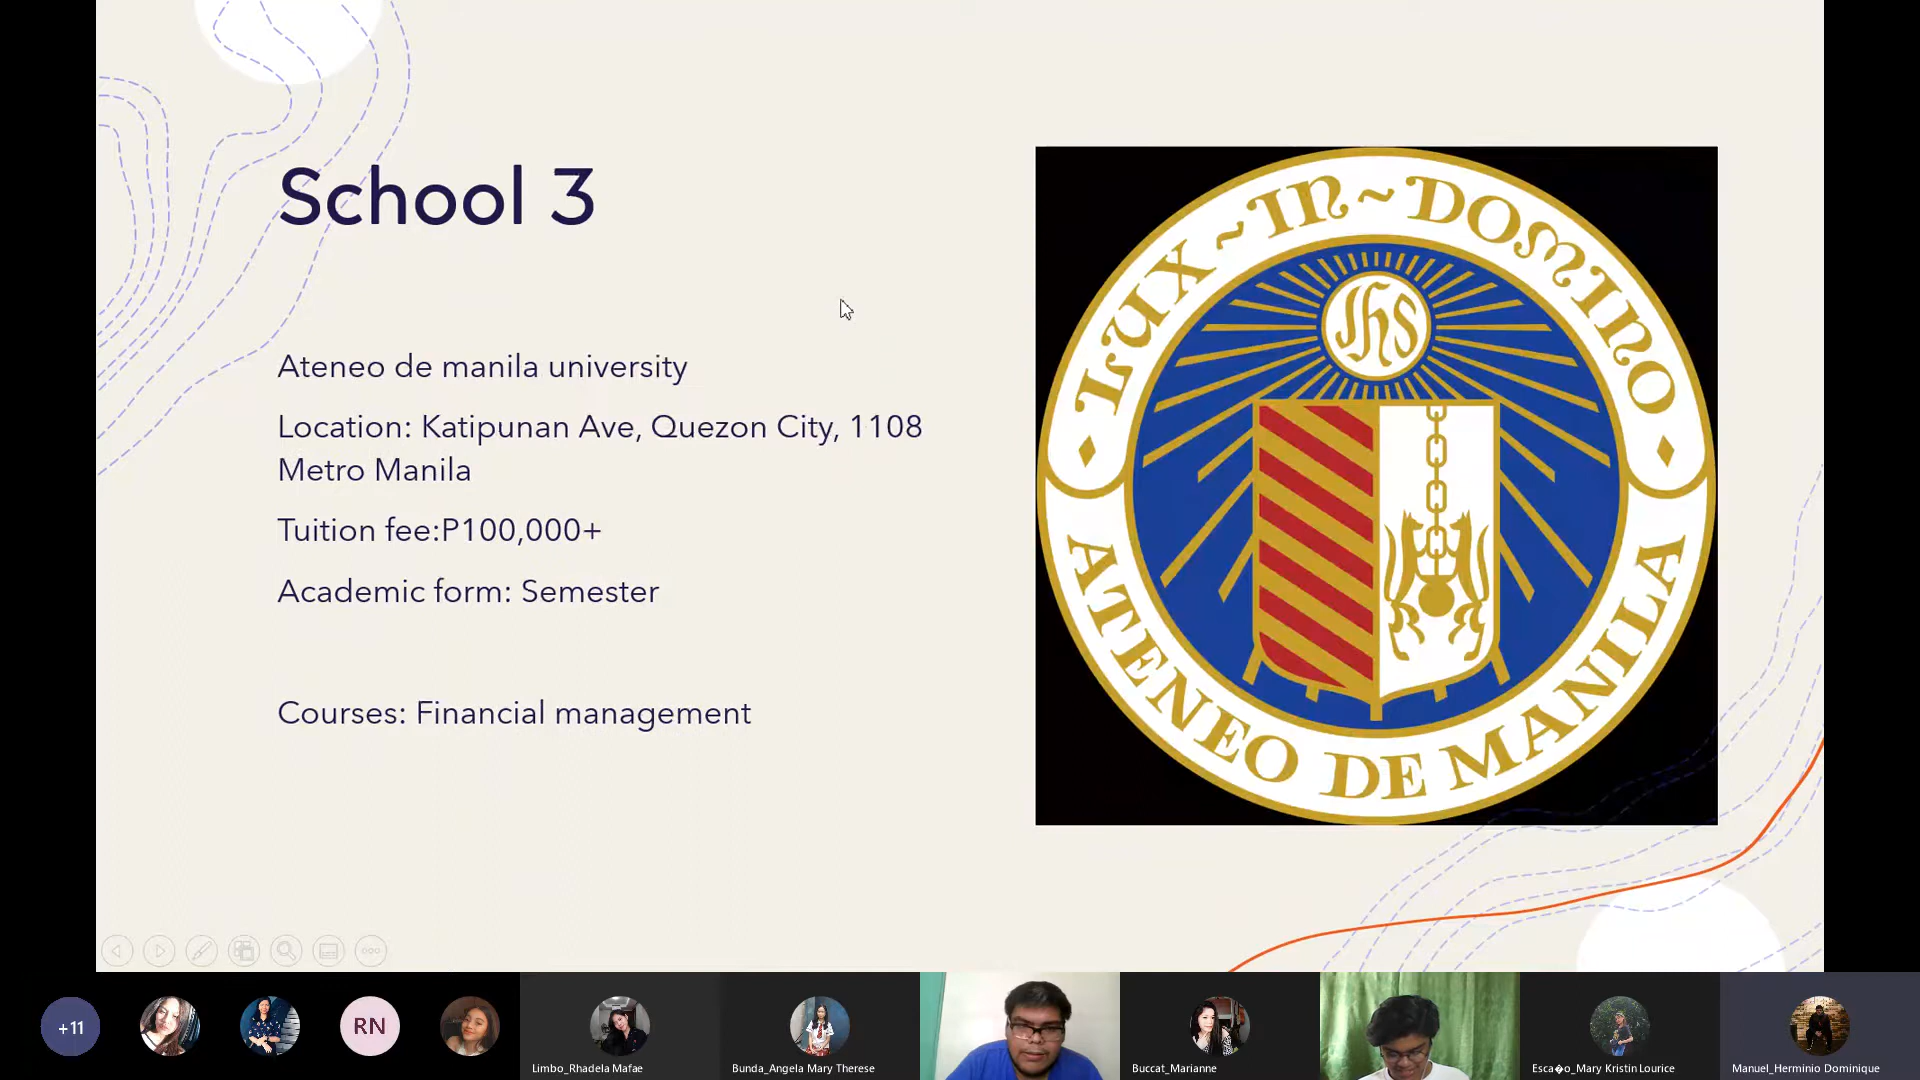 School 3
Ateneo de manila university
Location: Katipunan Ave, Quezon City, 1108
Metro Manila
Tuition fee:P100,000+
Academic form: Semester
Courses: Financial management
LUX ~ IN ~ DOMINO
IHS
ATENEO DE MANILA
+11
RN
Limbo_Rhadela Mafae
Bunda_Angela Mary Therese
Buccat_Marianne
Esca�o_Mary Kristin Lourice
Manuel_Herminio Dominique